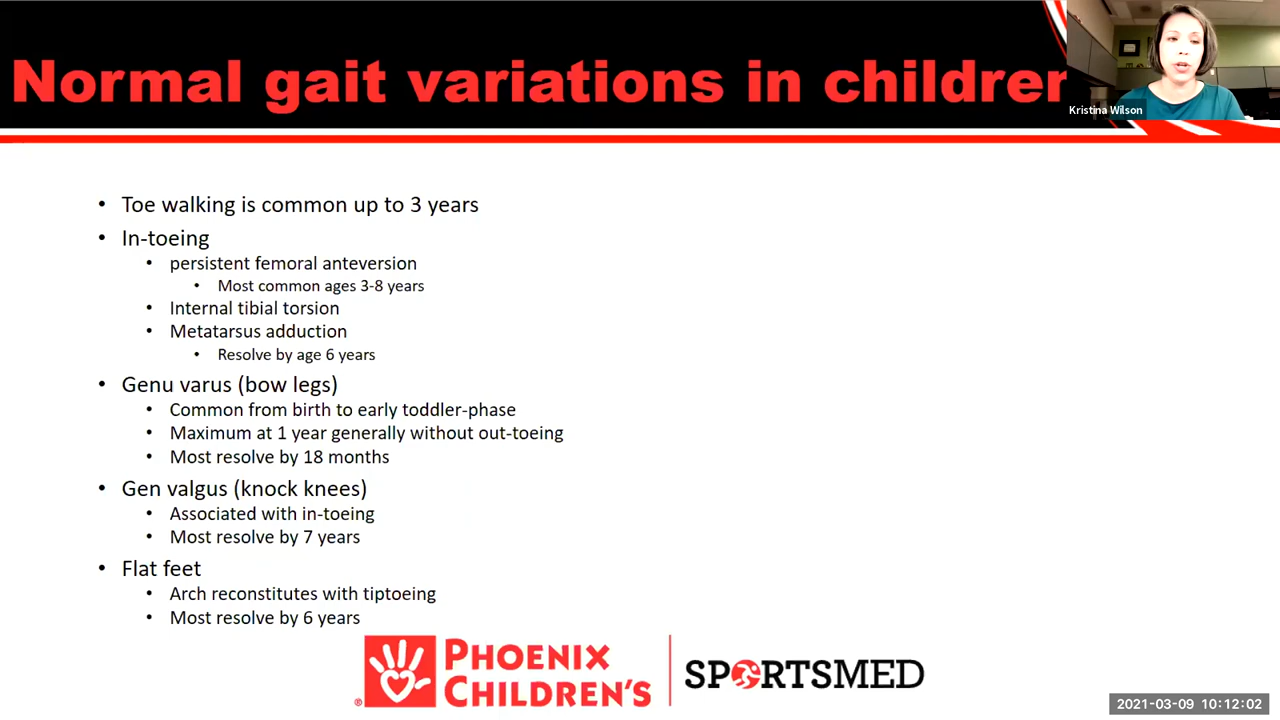 Normal gait variations in children
Kristina Wilson
• Toe walking is common up to 3 years
• In-toeing
• persistent femoral anteversion
• Most common ages 3-8 years
• Internal tibial torsion
• Metatarsus adduction
• Resolve by age 6 years
• Genu varus (bow legs)
• Common from birth to early toddler-phase
• Maximum at 1 year generally without out-toeing
• Most resolve by 18 months
• Gen valgus (knock knees)
• Associated with in-toeing
• Most resolve by 7 years
• Flat feet
• Arch reconstitutes with tiptoeing
• Most resolve by 6 years
PHOENIX
CHILDREN'S
®
SPORTSMED
2021-03-09 10:12:02